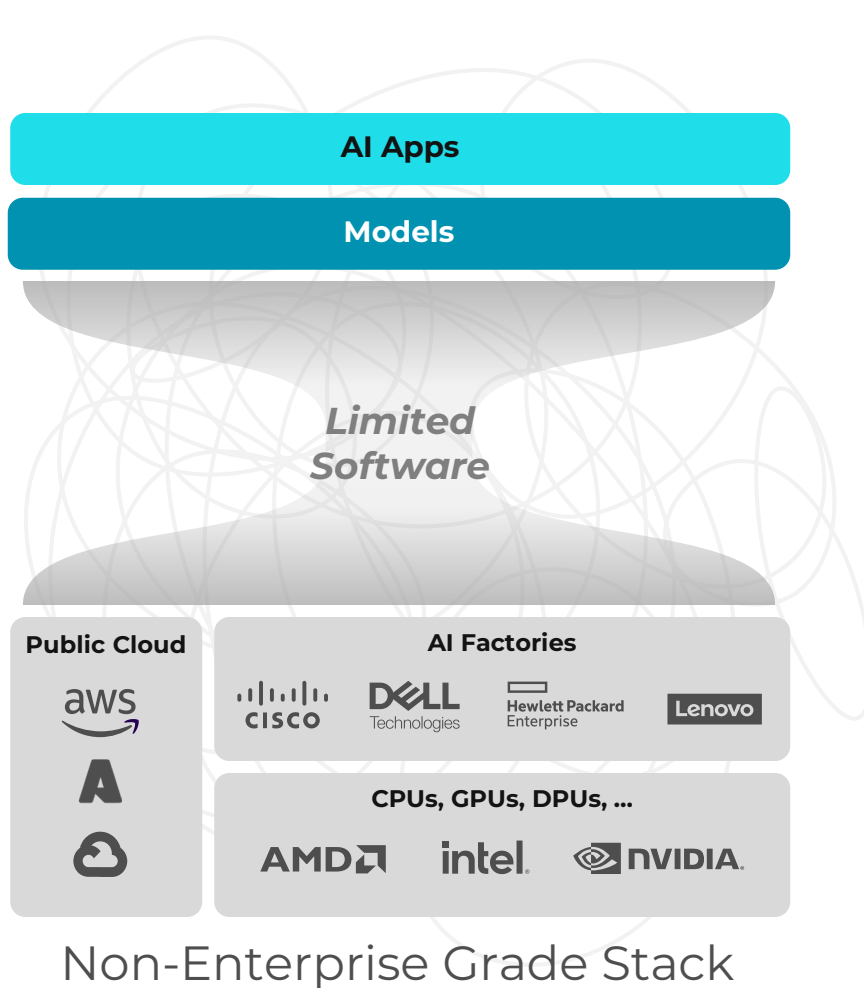 AI Apps
Models
Limited
Software
Public Cloud
aws
AI Factories
CISCO
DELL
Technologies
Hewlett Packard
Enterprise
Lenovo
CPUs, GPUs, DPUs, ...
AMD
intel.
NVIDIA.
Non-Enterprise Grade Stack